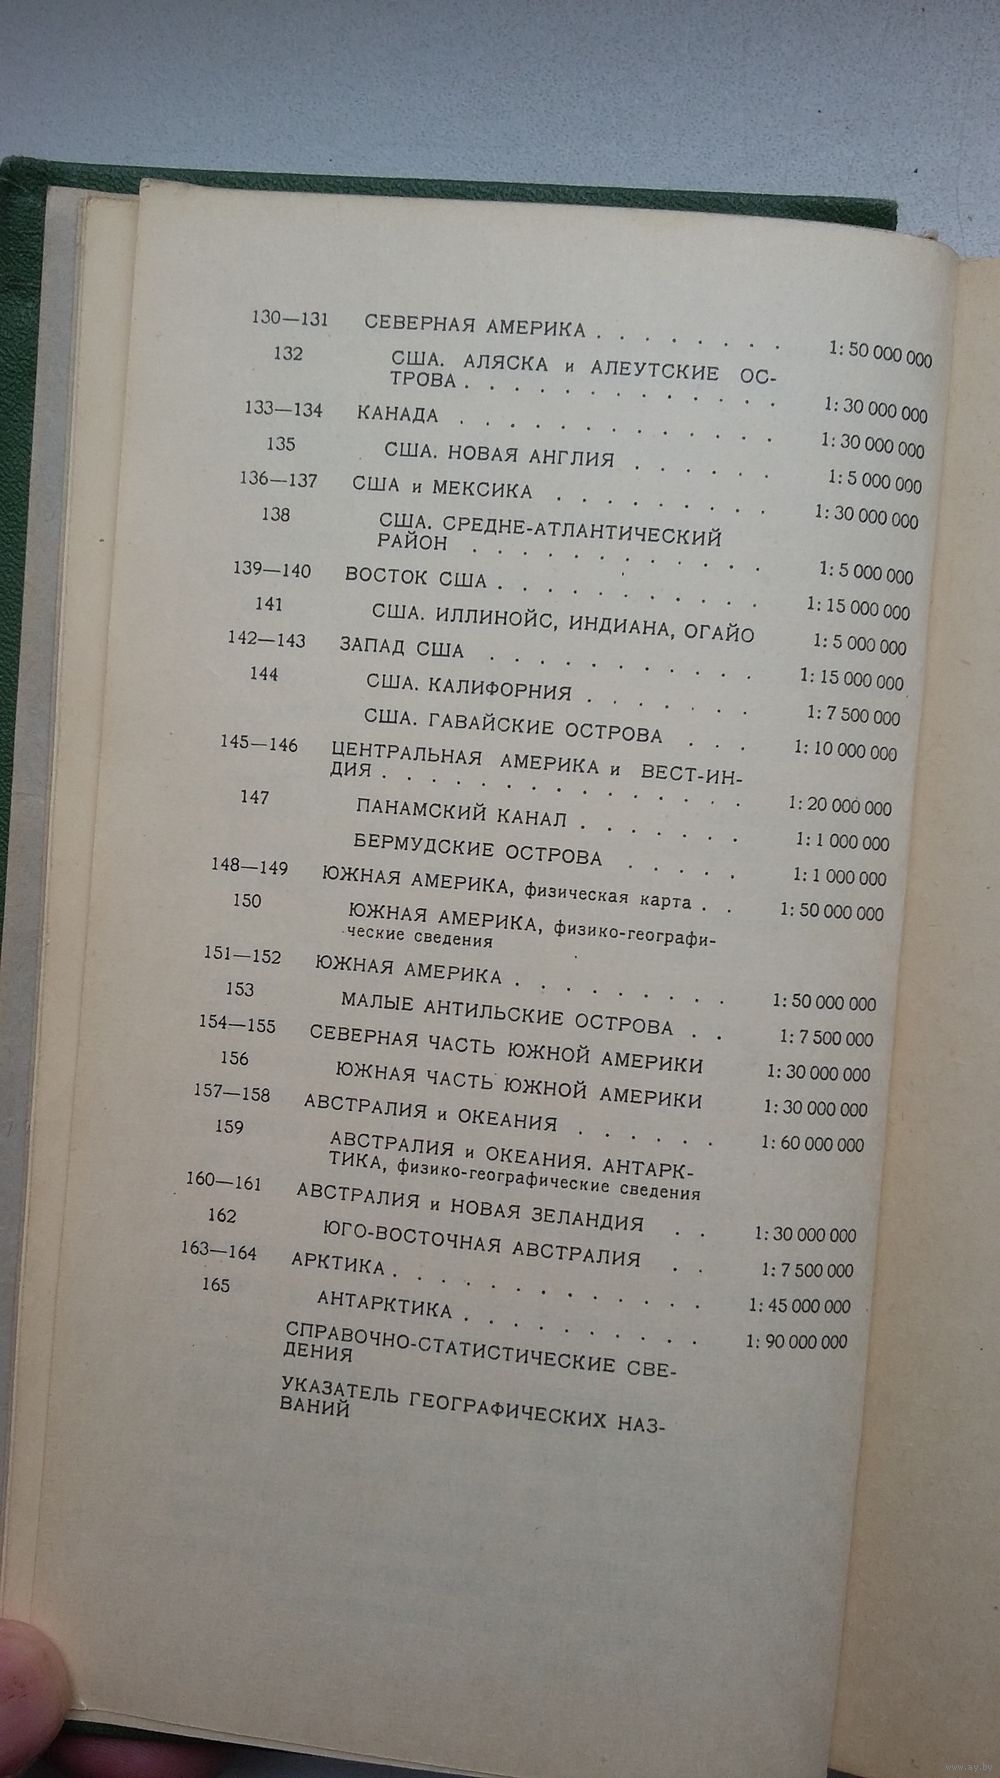 130—131 СЕВЕРНАЯ АМЕРИКА . . . . . . . . 1: 50 000 000
132 США. АЛЯСКА и АЛЕУТСКИЕ ОС-
ТРОВА . . . . . . . . . . . . . 1: 30 000 000
133—134 КАНАДА . . . . . . . . . . . . . 1: 30 000 000
135 США. НОВАЯ АНГЛИЯ . . . . . . 1: 5 000 000
136—137 США и МЕКСИКА . . . . . . . . . 1: 30 000 000
138 США. СРЕДНЕ-АТЛАНТИЧЕСКИЙ
РАЙОН . . . . . . . . . . . . 1: 5 000 000
139—140 ВОСТОК США . . . . . . . . . . . 1: 15 000 000
141 США. ИЛЛИНОЙС, ИНДИАНА, ОГАЙО 1: 5 000 000
142—143 ЗАПАД США . . . . . . . . . . . 1: 15 000 000
144 США. КАЛИФОРНИЯ . . . . . . . 1: 7 500 000
США. ГАВАЙСКИЕ ОСТРОВА . . . 1: 10 000 000
145—146 ЦЕНТРАЛЬНАЯ АМЕРИКА и ВЕСТ-ИН-
ДИЯ . . . . . . . . . . . . . . . 1: 20 000 000
147 ПАНАМСКИЙ КАНАЛ . . . . . . . 1: 1 000 000
БЕРМУДСКИЕ ОСТРОВА . . . . . 1: 1 000 000
148—149 ЮЖНАЯ АМЕРИКА, физическая карта . . 1: 50 000 000
150 ЮЖНАЯ АМЕРИКА, физико-географи-
ческие сведения
151—152 ЮЖНАЯ АМЕРИКА . . . . . . . . . 1: 50 000 000
153 МАЛЫЕ АНТИЛЬСКИЕ ОСТРОВА . . 1: 7 500 000
154—155 СЕВЕРНАЯ ЧАСТЬ ЮЖНОЙ АМЕРИКИ 1: 30 000 000
156 ЮЖНАЯ ЧАСТЬ ЮЖНОЙ АМЕРИКИ 1: 30 000 000
157—158 АВСТРАЛИЯ и ОКЕАНИЯ . . . . . . 1: 60 000 000
159 АВСТРАЛИЯ и ОКЕАНИЯ. АНТАРК-
ТИКА, физико-географические сведения
160—161 АВСТРАЛИЯ и НОВАЯ ЗЕЛАНДИЯ . . 1: 30 000 000
162 ЮГО-ВОСТОЧНАЯ АВСТРАЛИЯ . . 1: 7 500 000
163—164 АРКТИКА . . . . . . . . . . . . 1: 45 000 000
165 АНТАРКТИКА . . . . . . . . . 1: 90 000 000
СПРАВОЧНО-СТАТИСТИЧЕСКИЕ СВЕ-
ДЕНИЯ
УКАЗАТЕЛЬ ГЕОГРАФИЧЕСКИХ НАЗ-
ВАНИЙ
www.ay.by